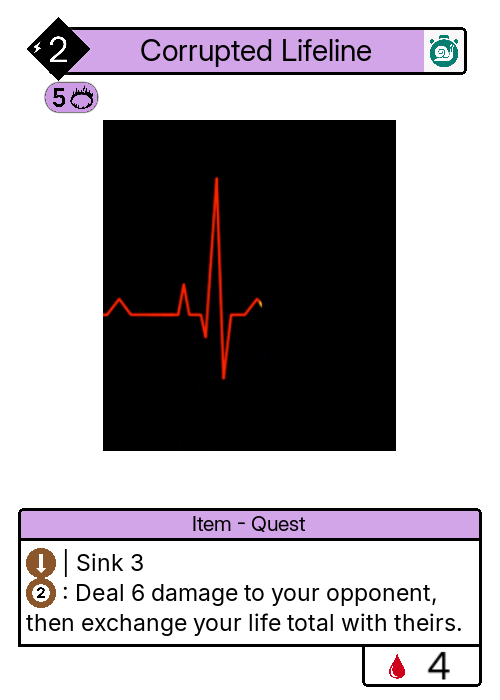 2
Corrupted Lifeline
5
Item - Quest
| Sink 3
2 : Deal 6 damage to your opponent,
then exchange your life total with theirs.
4